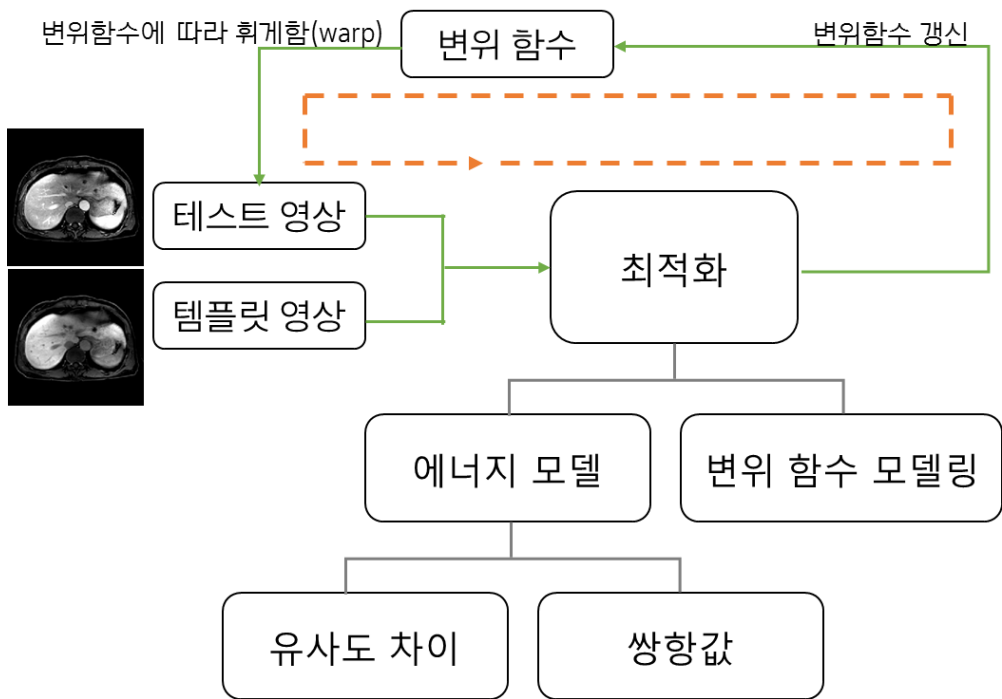 변위함수에 따라 휘게함(warp)
변위 함수
변위함수 갱신
테스트 영상
템플릿 영상
최적화
에너지 모델
변위 함수 모델링
유사도 차이
쌍항값